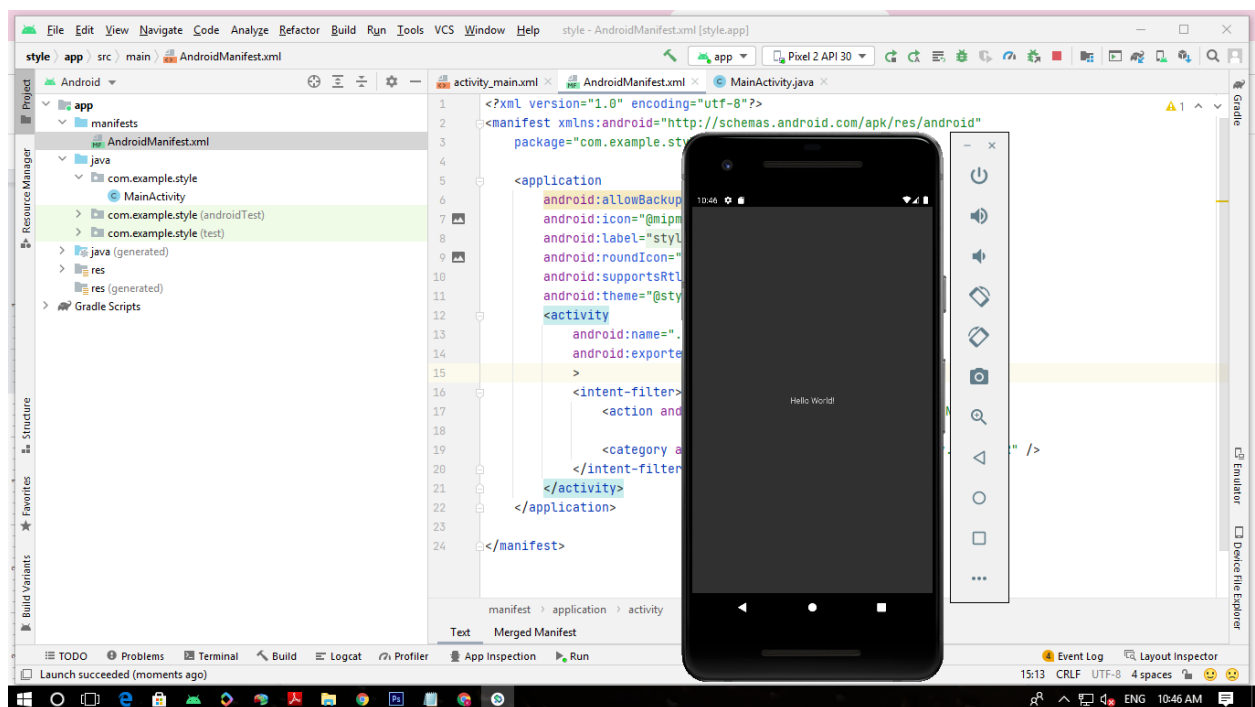 File Edit View Navigate Code Analyze Refactor Build Run Tools VCS Window Help style - AndroidManifest.xml [style.app]
style app src main AndroidManifest.xml
app Pixel 2 API 30
Android
activity_main.xml AndroidManifest.xml MainActivity.java
Project
Resource Manager
Structure
Favorites
Build Variants
app
manifests
AndroidManifest.xml
java
com.example.style
MainActivity
com.example.style (androidTest)
com.example.style (test)
java (generated)
res
res (generated)
Gradle Scripts
1 <?xml version="1.0" encoding="utf-8"?>
2 <manifest xmlns:android="http://schemas.android.com/apk/res/android"
3 package="com.example.sty
4
5 <application
6 android:allowBackup
7 android:icon="@mipm
8 android:label="styl
9 android:roundIcon="
10 android:supportsRtl
11 android:theme="@sty
12 <activity
13 android:name=".
14 android:exporte
15 >
16 <intent-filter>
17 <action and
18
19 <category a " />
20 </intent-filter
21 </activity>
22 </application>
23
24 </manifest>
1
10:46
Hello World!
Gradle
Emulator
Device File Explorer
manifest application activity
Text Merged Manifest
TODO Problems Terminal Build Logcat Profiler App Inspection Run
4 Event Log Layout Inspector
Launch succeeded (moments ago)
15:13 CRLF UTF-8 4 spaces
Ps
ENG 10:46 AM